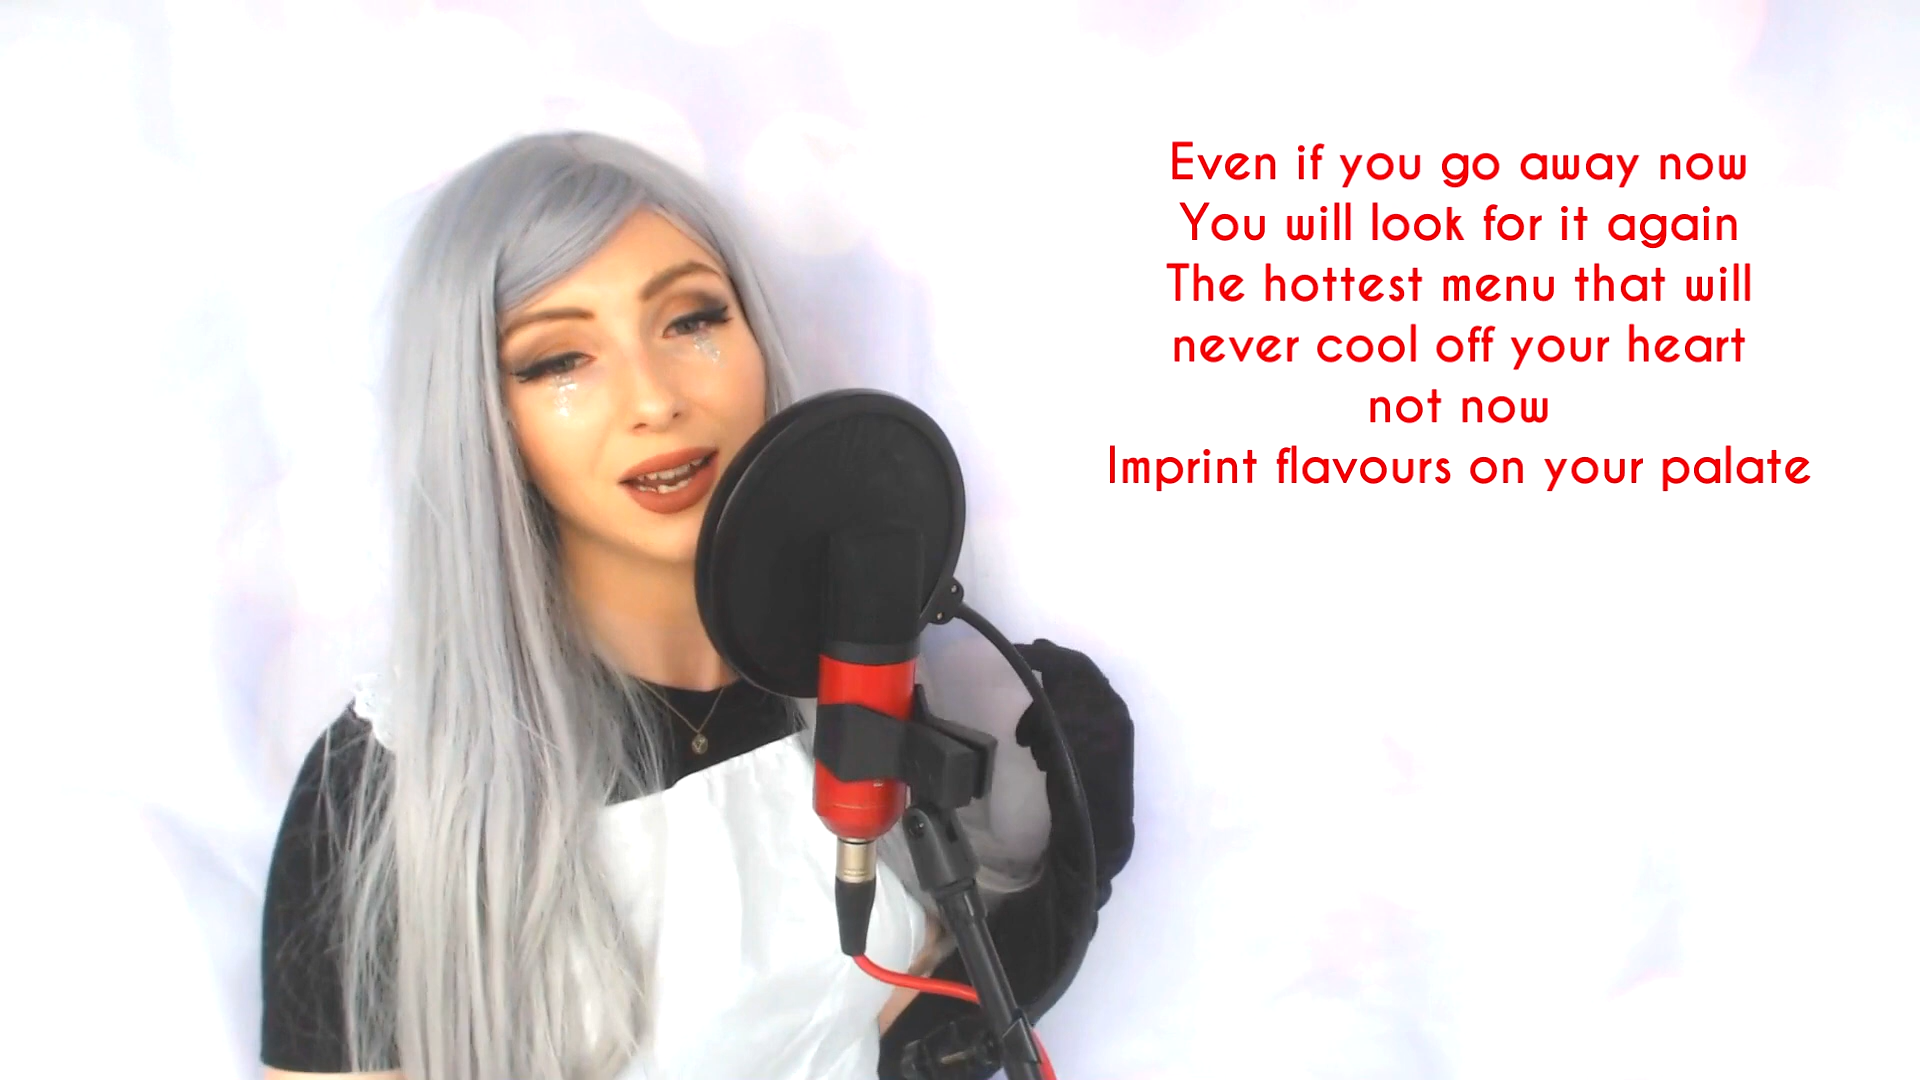 Even if you go away now
You will look for it again
The hottest menu that will
never cool off your heart
not now
Imprint flavours on your palate